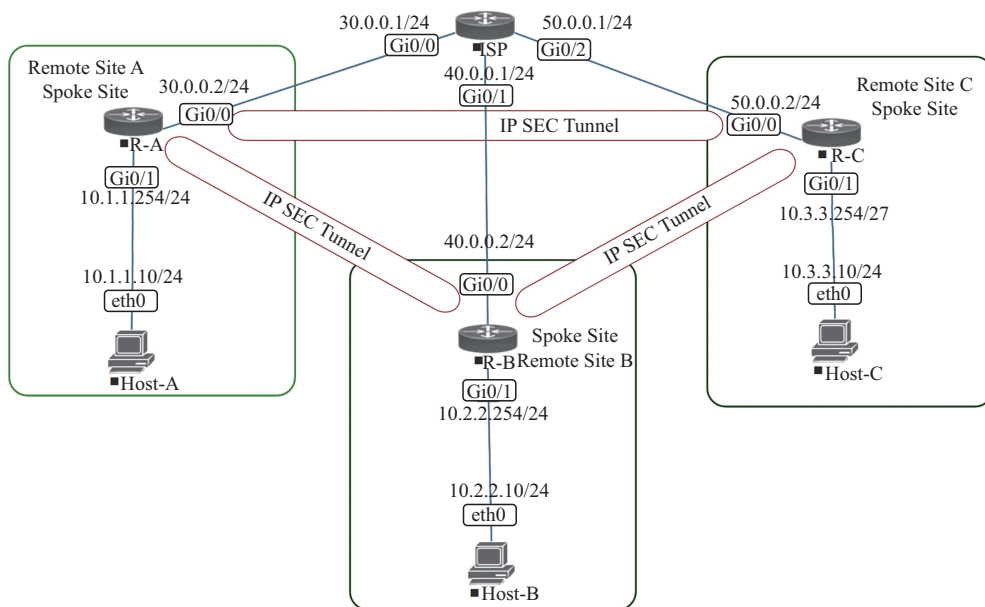 30.0.0.1/24
50.0.0.1/24
Gi0/0
Gi0/2
ISP
40.0.0.1/24
Gi0/1
Remote Site A
Spoke Site
30.0.0.2/24
Gi0/0
R-A
Gi0/1
10.1.1.254/24
10.1.1.10/24
eth0
Host-A
IP SEC Tunnel
IP SEC Tunnel
IP SEC Tunnel
Remote Site C
Spoke Site
50.0.0.2/24
Gi0/0
R-C
Gi0/1
10.3.3.254/27
10.3.3.10/24
eth0
Host-C
40.0.0.2/24
Gi0/0
Spoke Site
Remote Site B
R-B
Gi0/1
10.2.2.254/24
10.2.2.10/24
eth0
Host-B